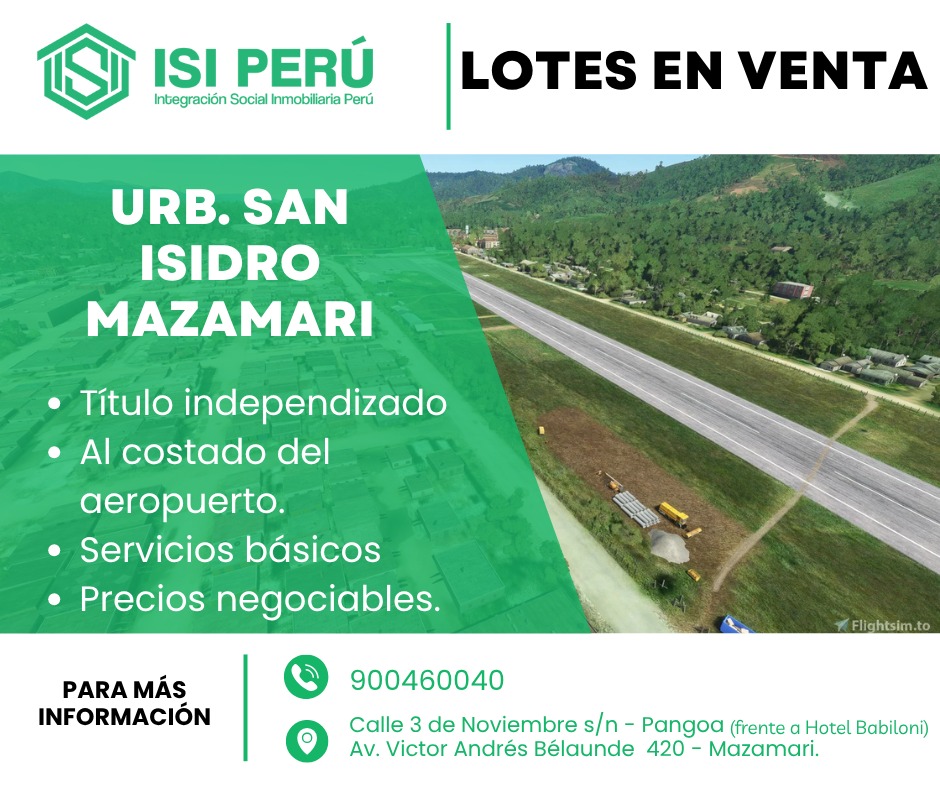 ISI PERÚ
Integración Social Inmobiliaria Perú
LOTES EN VENTA
URB. SAN
ISIDRO
MAZAMARI
• Título independizado
• Al costado del
aeropuerto.
• Servicios básicos
• Precios negociables.
Flightsim.to
PARA MÁS
INFORMACIÓN
900460040
Calle 3 de Noviembre s/n - Pangoa (frente a Hotel Babiloni)
Av. Victor Andrés Bélaunde 420 - Mazamari.